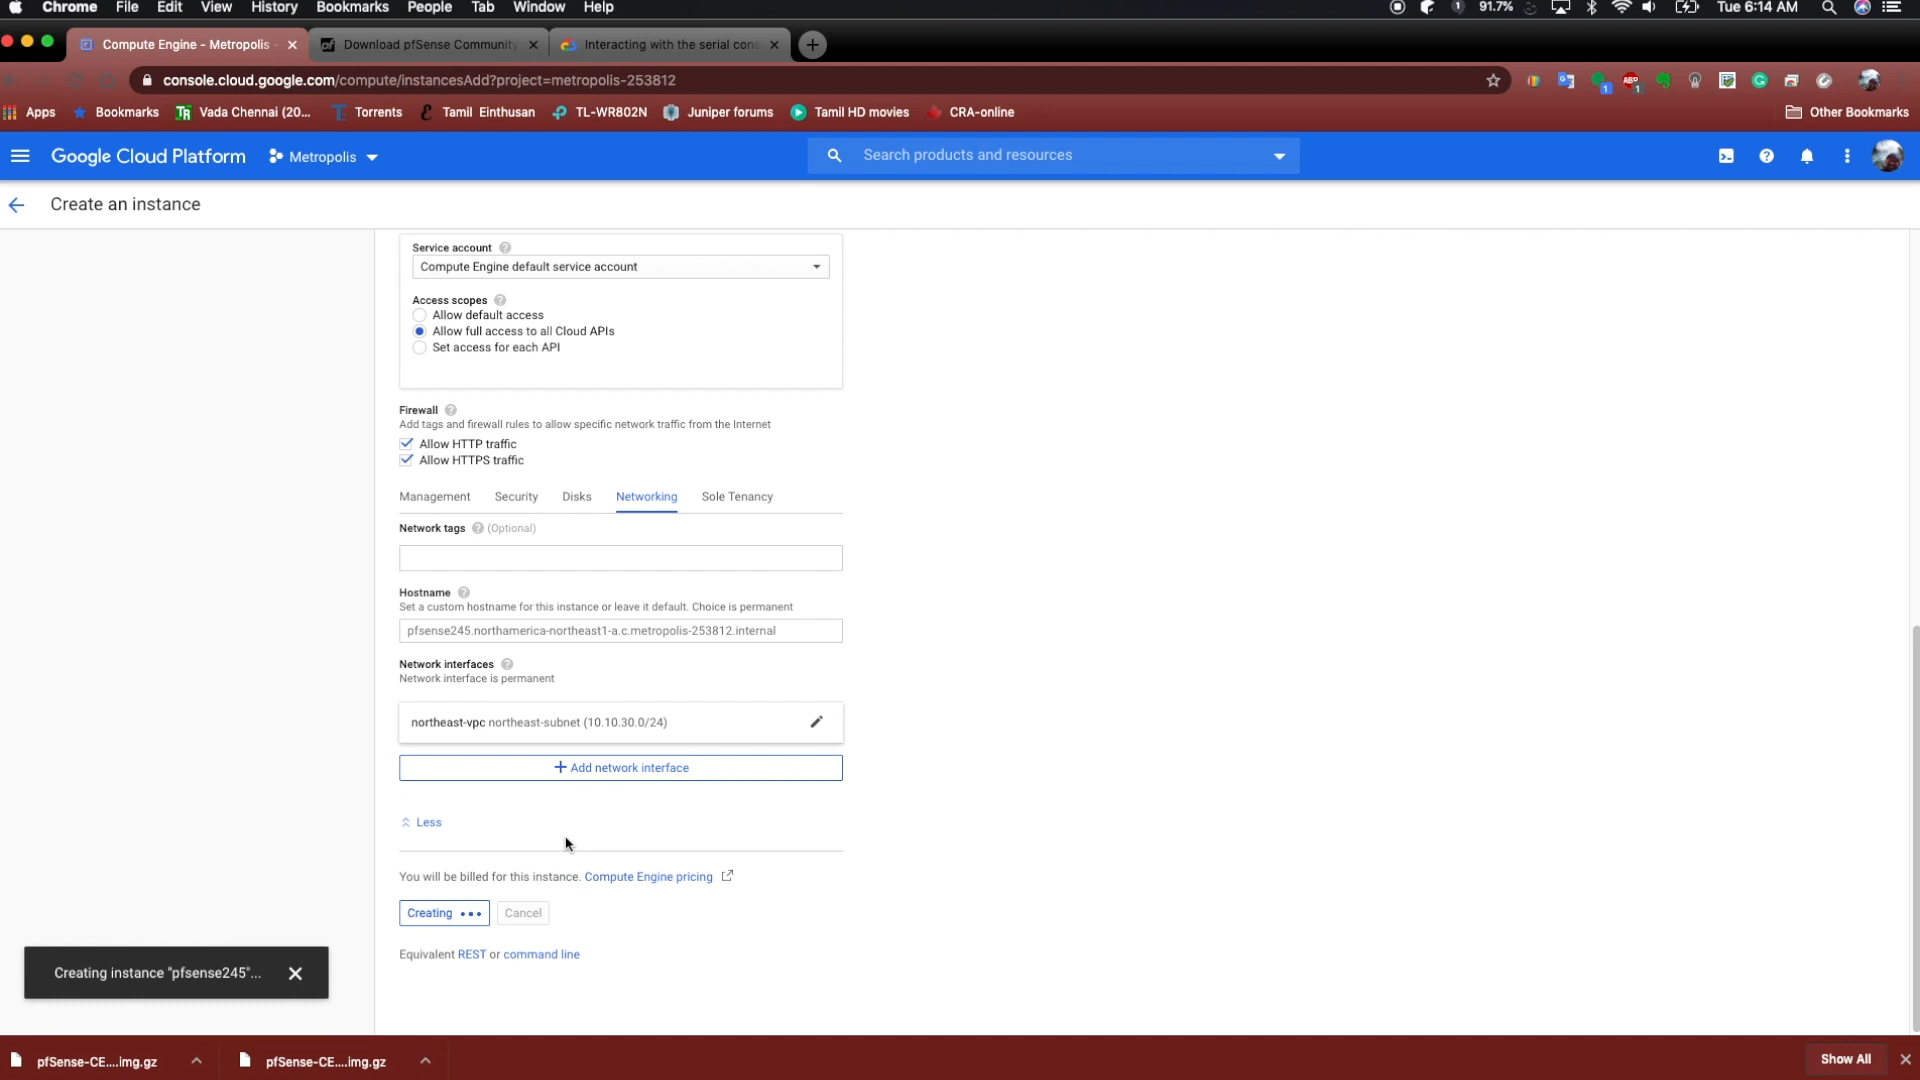 Chrome File Edit View History Bookmarks People Tab Window Help 1 91.7% Tue 6:14 AM
Compute Engine - Metropolis - Download pfSense Community Interacting with the serial cons
console.cloud.google.com/compute/instancesAdd?project=metropolis-253812
Apps Bookmarks Vada Chennai (20... Torrents Tamil Einthusan TL-WR802N Juniper forums Tamil HD movies CRA-online Other Bookmarks
Google Cloud Platform Metropolis Search products and resources
Create an instance
Service account
Compute Engine default service account
Access scopes
Allow default access
Allow full access to all Cloud APIs
Set access for each API
Firewall
Add tags and firewall rules to allow specific network traffic from the Internet
Allow HTTP traffic
Allow HTTPS traffic
Management Security Disks Networking Sole Tenancy
Network tags (Optional)
Hostname
Set a custom hostname for this instance or leave it default. Choice is permanent
pfsense245.northamerica-northeast1-a.c.metropolis-253812.internal
Network interfaces
Network interface is permanent
northeast-vpc northeast-subnet (10.10.30.0/24)
+ Add network interface
Less
You will be billed for this instance. Compute Engine pricing
Creating ••• Cancel
Equivalent REST or command line
Creating instance "pfsense245"...
pfSense-CE....img.gz pfSense-CE....img.gz Show All